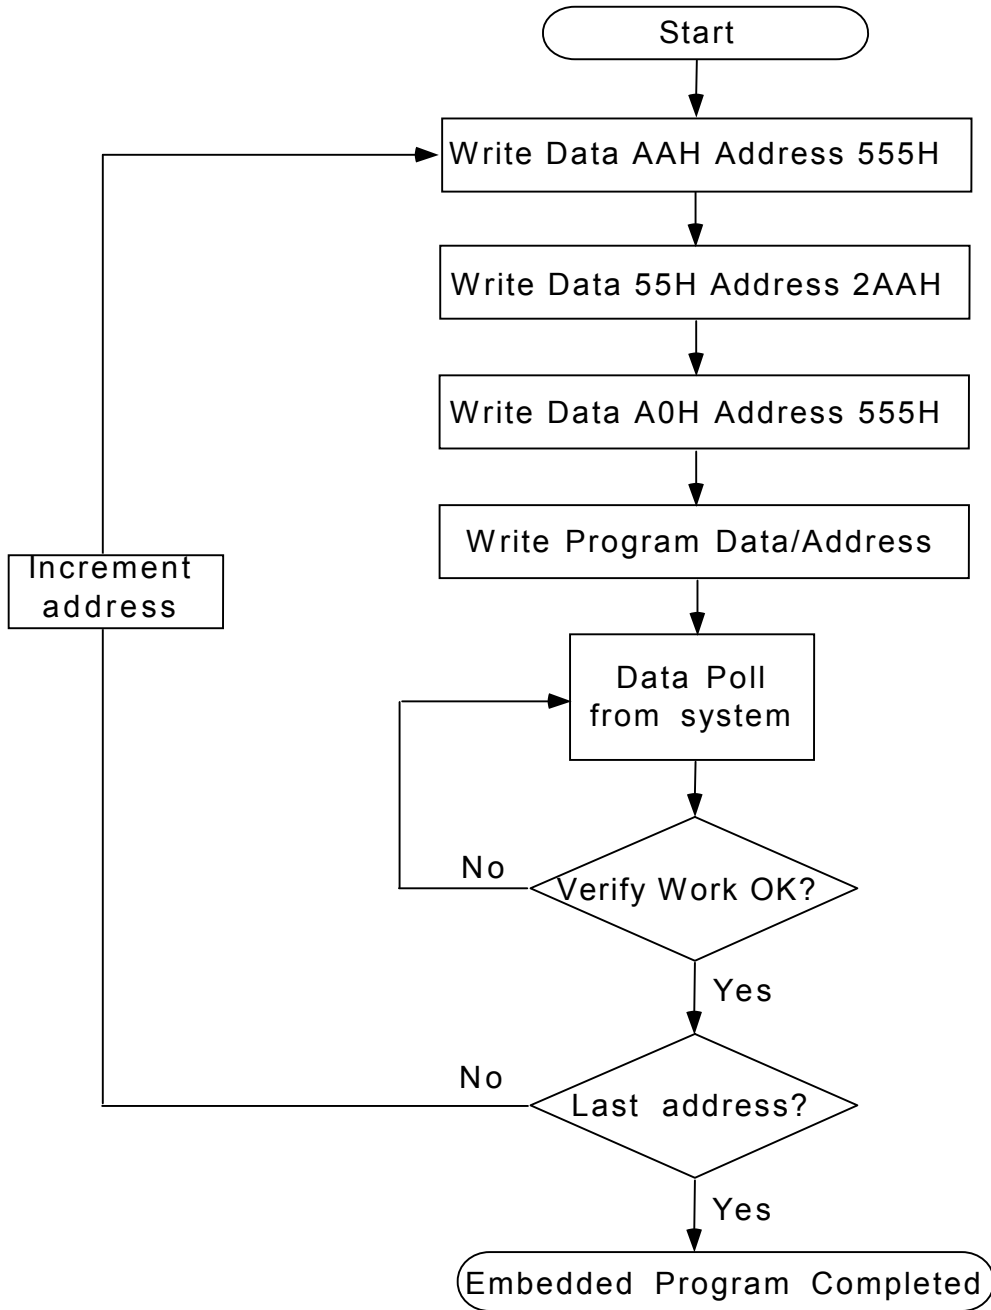 Start
Write Data AAH Address 555H
Write Data 55H Address 2AAH
Write Data A0H Address 555H
Write Program Data/Address
Increment
address
Data Poll
from system
No
Verify Work OK?
Yes
No
Last address?
Yes
Embedded Program Completed